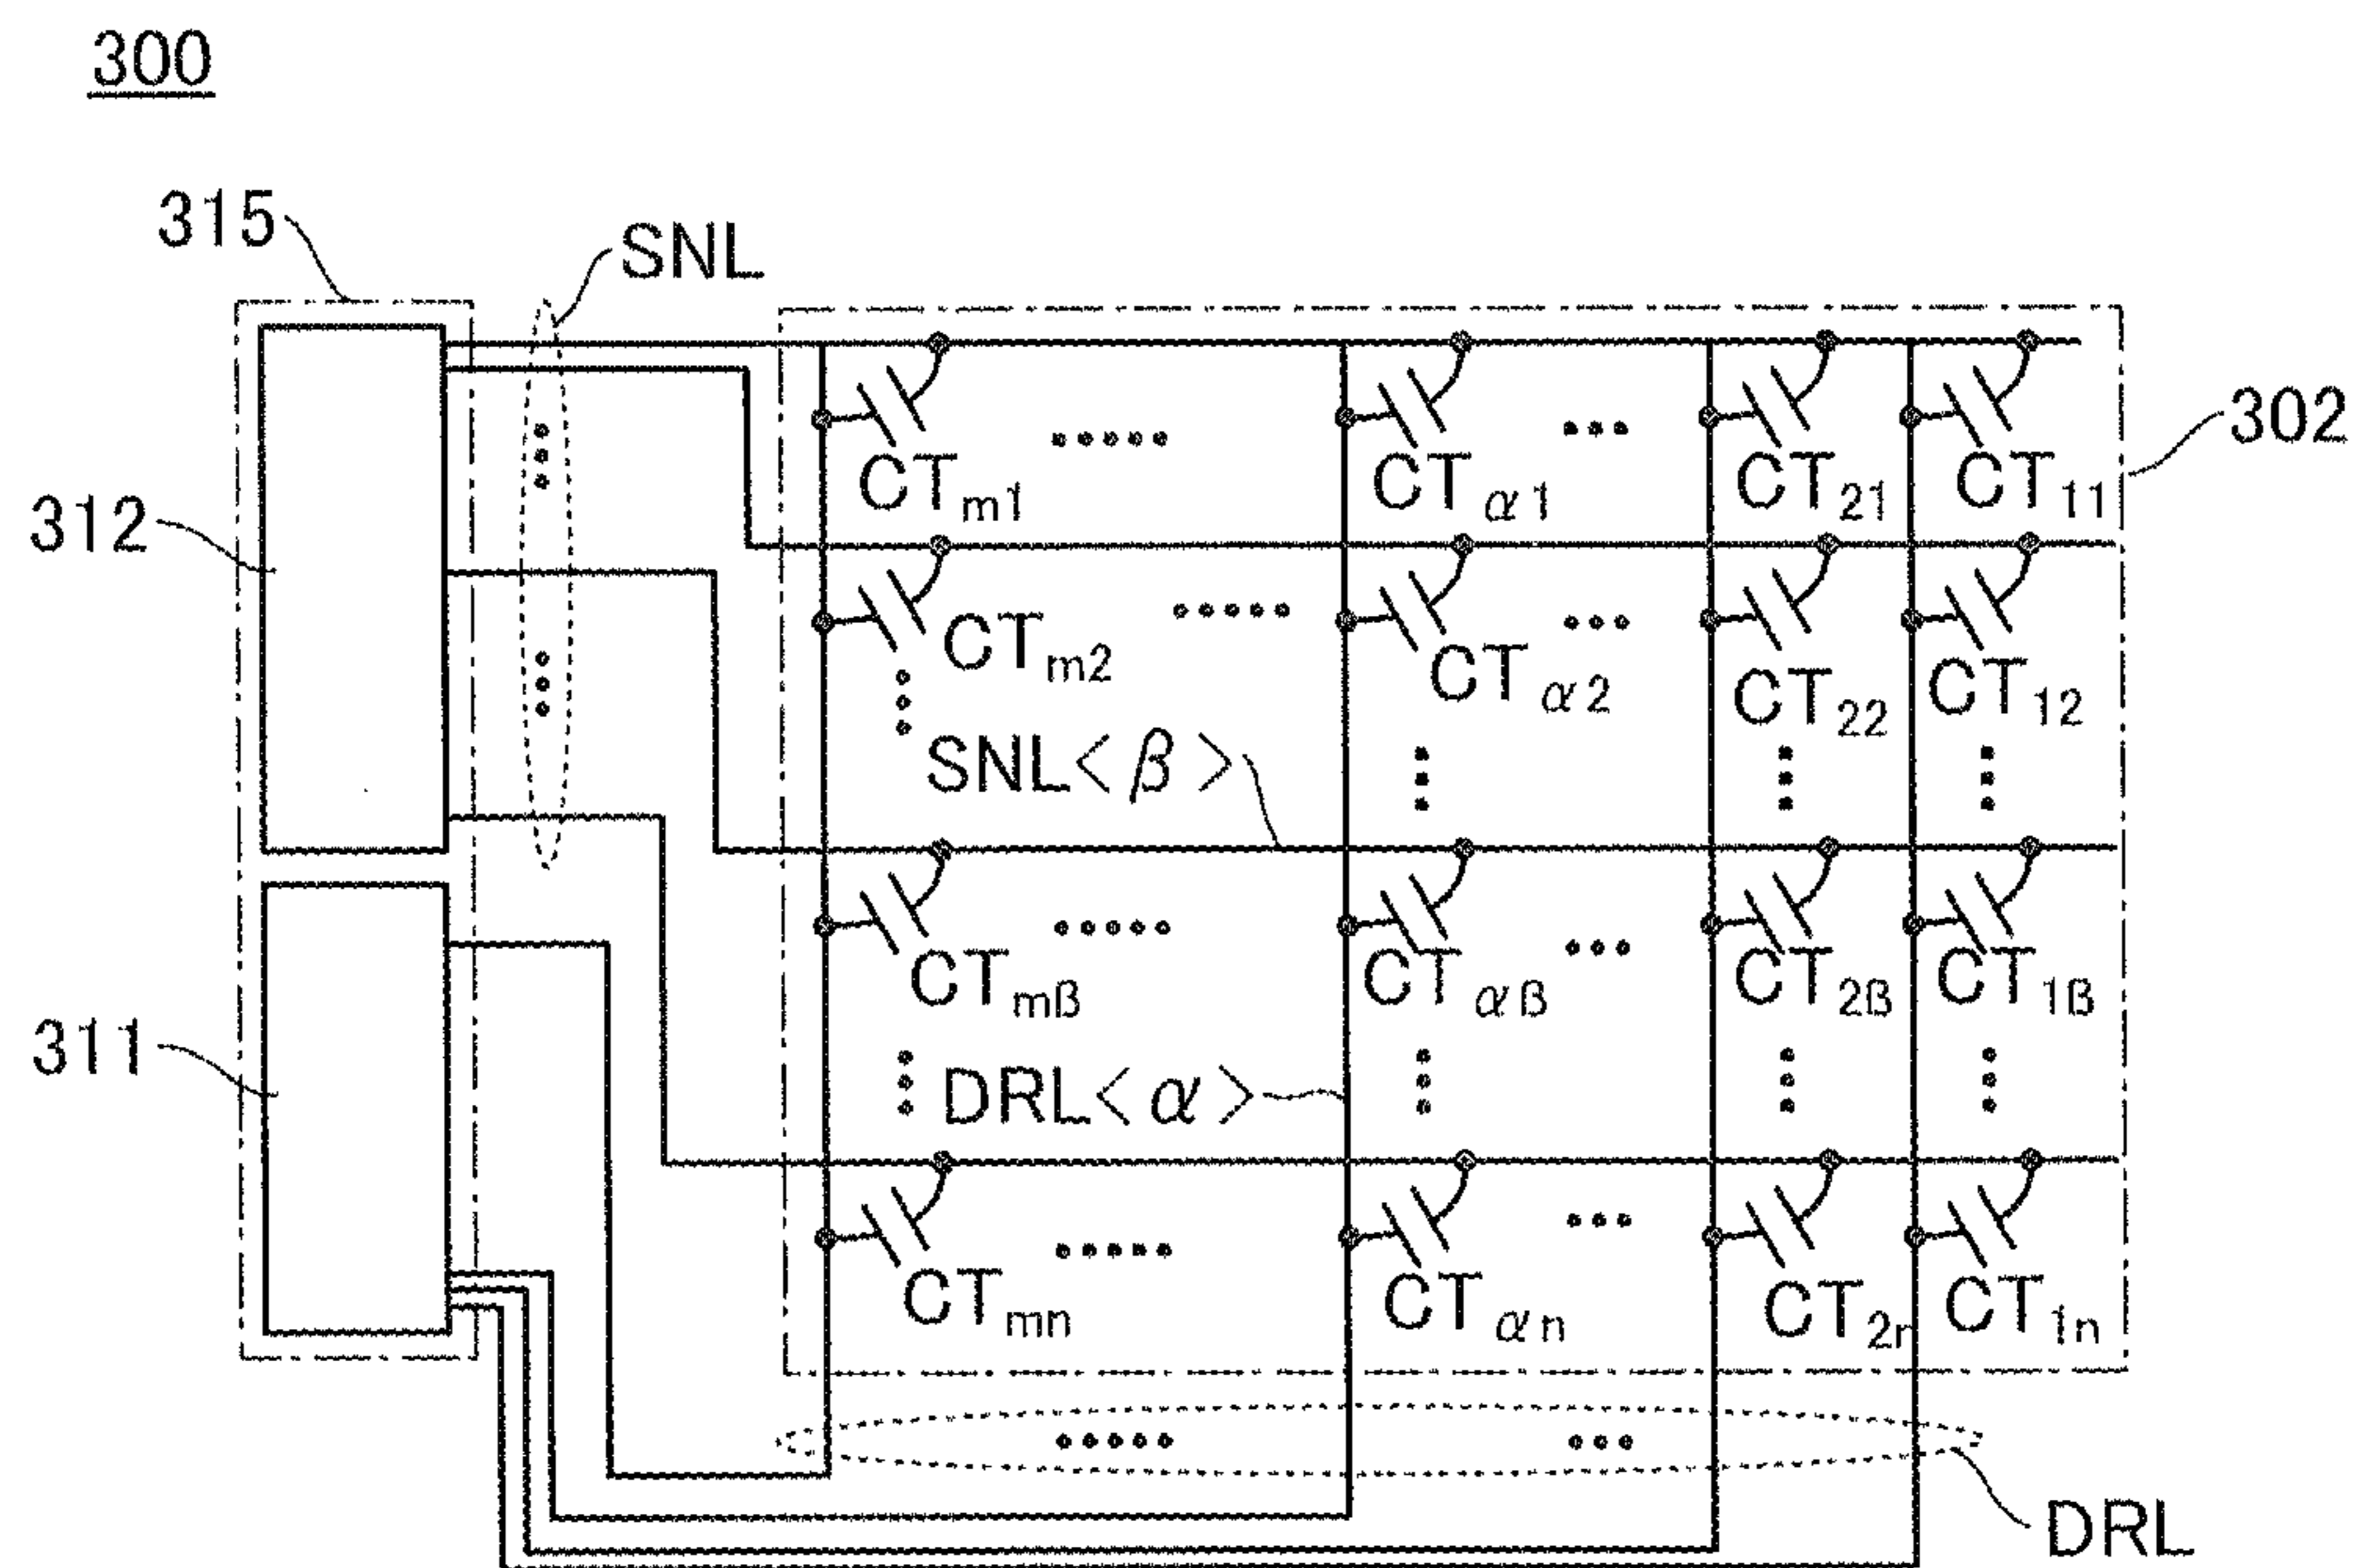 300
315
SNL
302
312
CTm1 CTα1 CT21 CT11
CTm2 CTα2 CT22 CT12
SNL<β>
CTmβ CTαβ CT2β CT1β
311
DRL<α>
CTmn CTαn CT2n CT1n
DRL